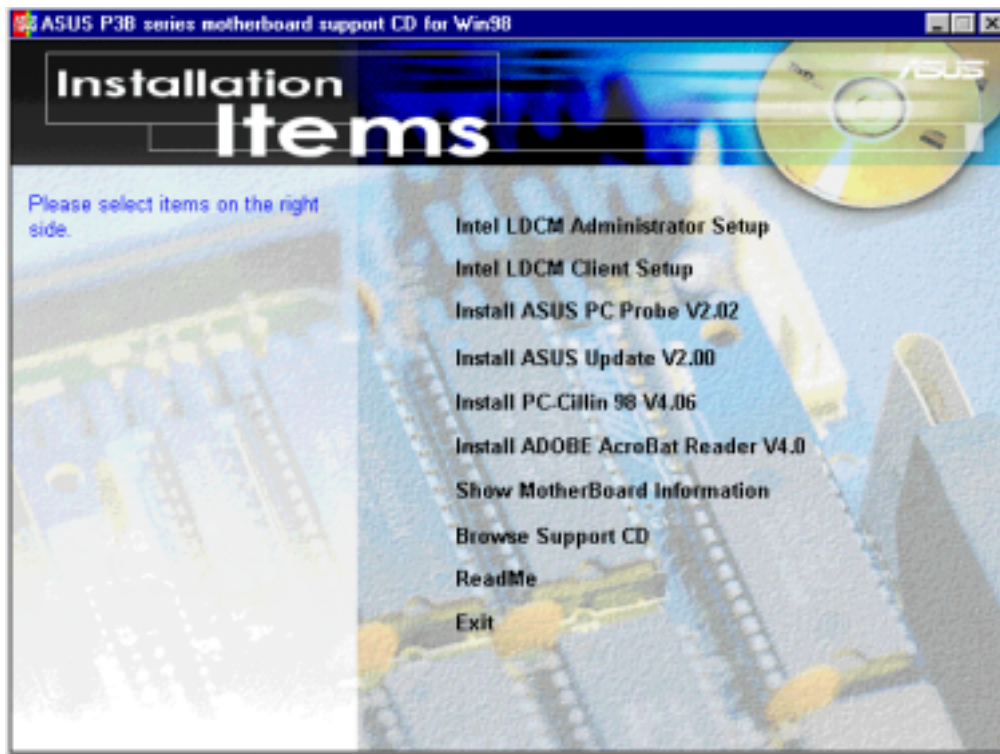 ASUS P3B series motherboard support CD for Win98
Installation
Items
ASUS
Please select items on the right
side.
Intel LDCM Administrator Setup
Intel LDCM Client Setup
Install ASUS PC Probe V2.02
Install ASUS Update V2.00
Install PC-Cillin 98 V4.06
Install ADOBE AcroBat Reader V4.0
Show MotherBoard Information
Browse Support CD
ReadMe
Exit